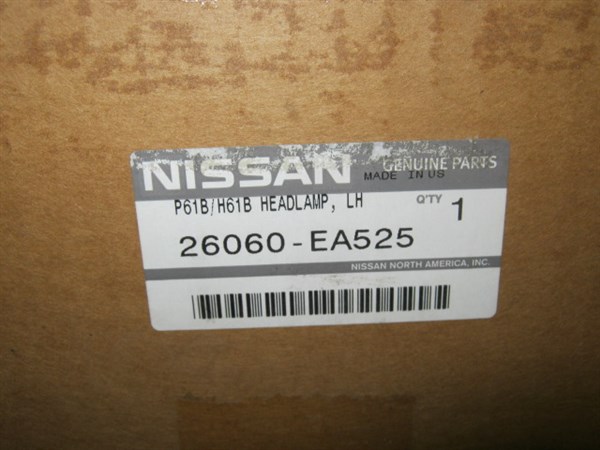 NISSAN GENUINE PARTS
MADE IN US
P61B/H61B HEADLAMP, LH Q'TY 1
26060-EA525
NISSAN NORTH AMERICA, INC.